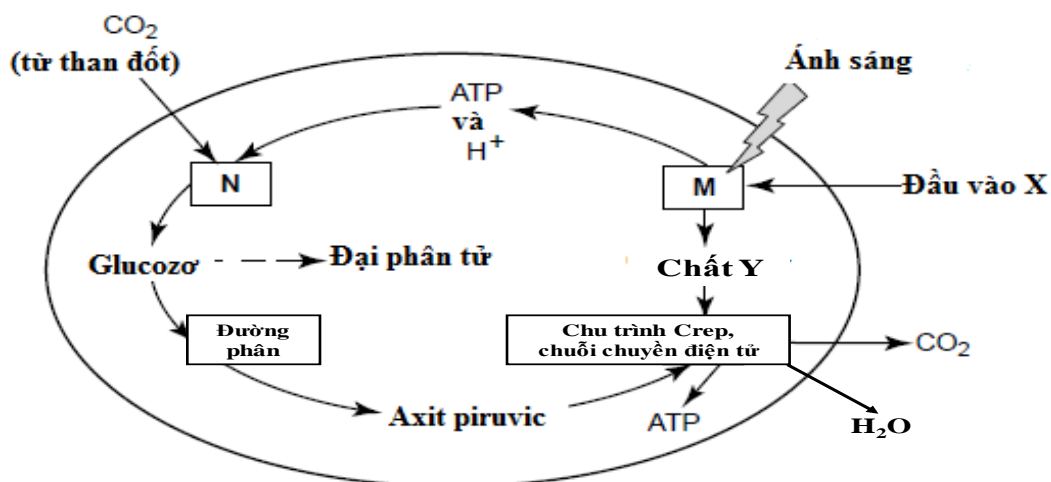 CO₂
(từ than đốt)
Ánh sáng
ATP
và
H⁺
N
M
Đầu vào X
Glucozơ
Đại phân tử
Chất Y
Đường
phân
Chu trình Crep,
chuỗi chuyền điện tử
CO₂
Axit piruvic
ATP
H₂O